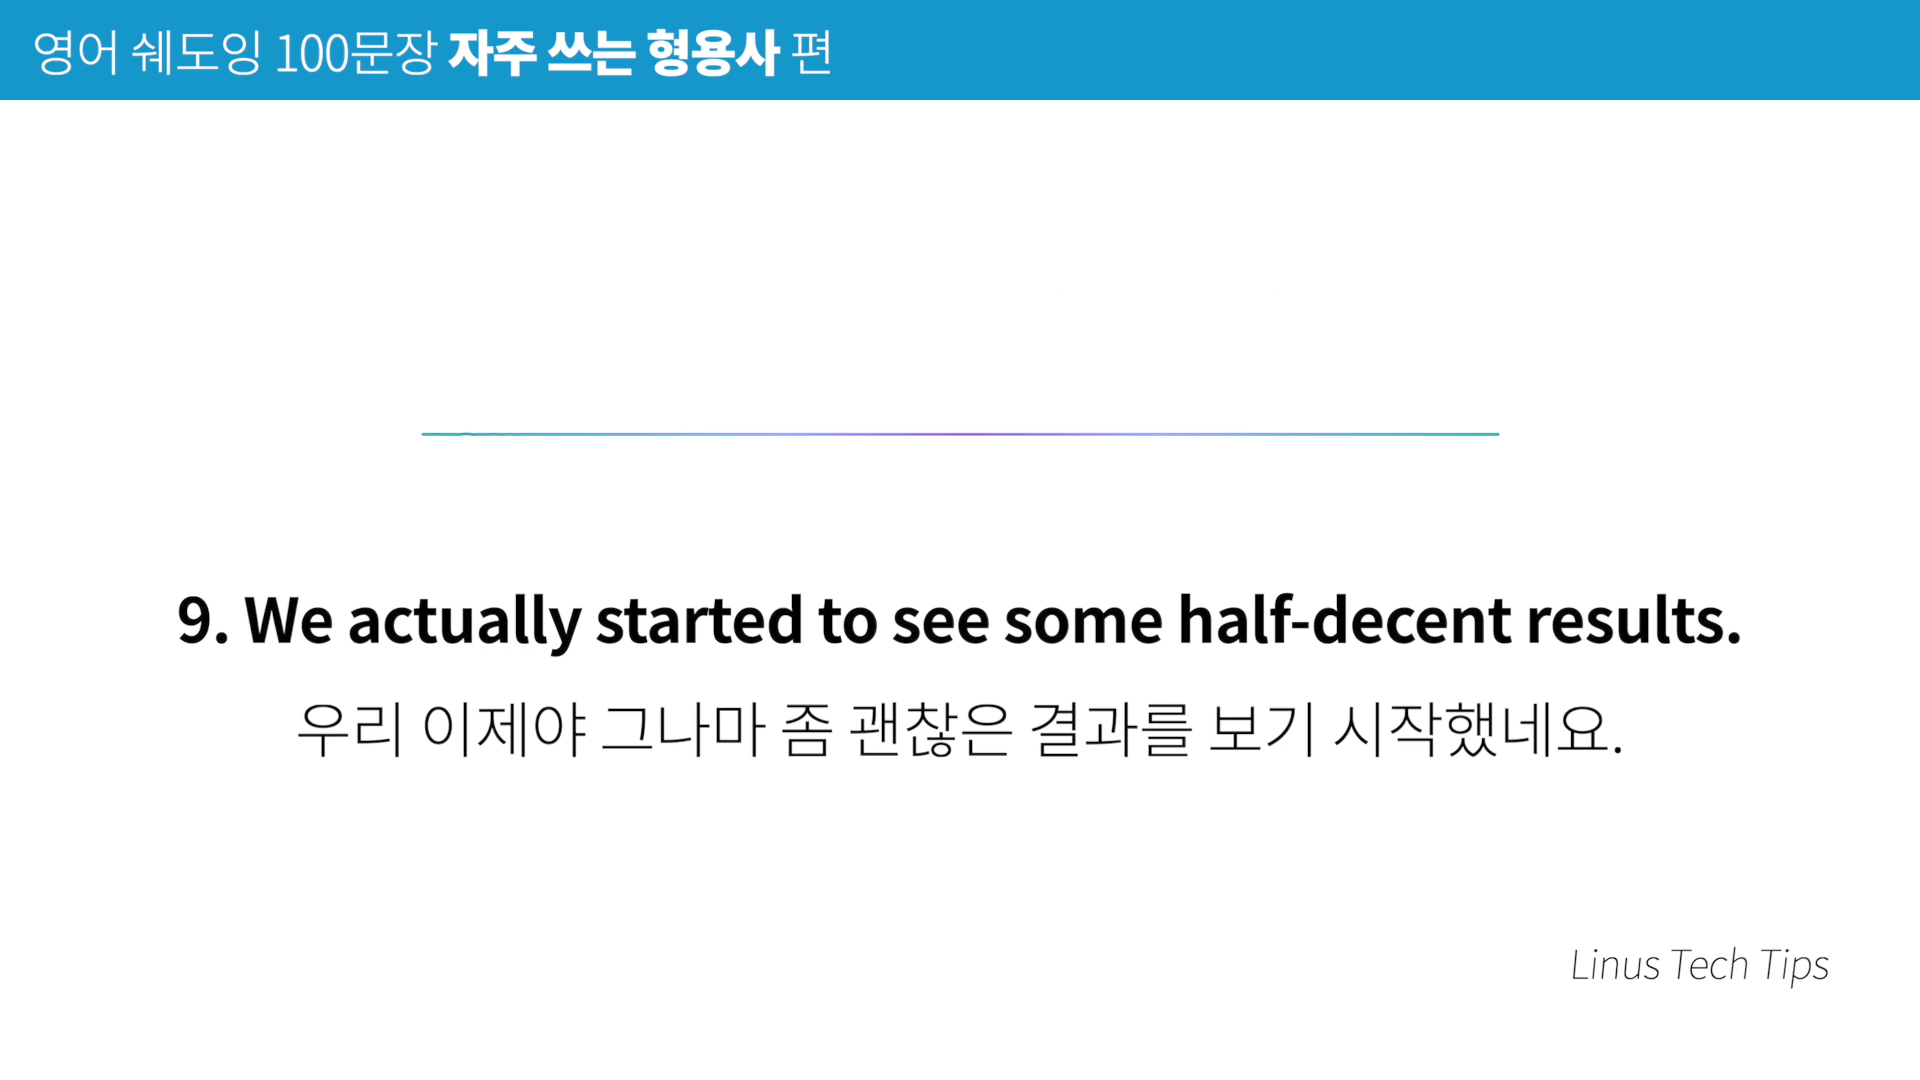 영어 쉐도잉 100문장 자주 쓰는 형용사 편
9. We actually started to see some half-decent results.
우리 이제야 그나마 좀 괜찮은 결과를 보기 시작했네요.
Linus Tech Tips